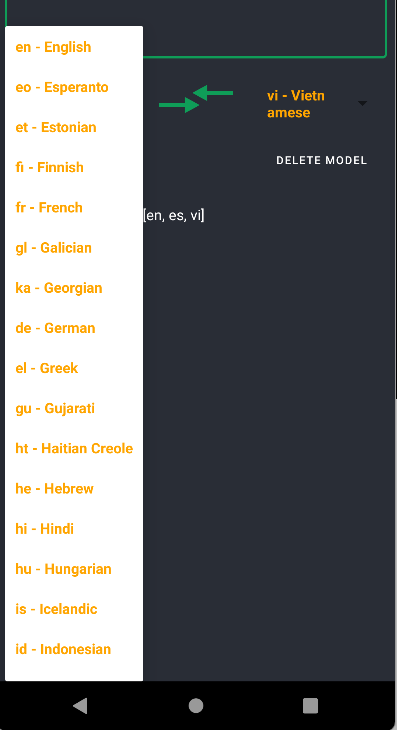 en - English
eo - Esperanto
et - Estonian
fi - Finnish
fr - French
gl - Galician
ka - Georgian
de - German
el - Greek
gu - Gujarati
ht - Haitian Creole
he - Hebrew
hi - Hindi
hu - Hungarian
is - Icelandic
id - Indonesian
vi - Vietn
amese
DELETE MODEL
[en, es, vi]